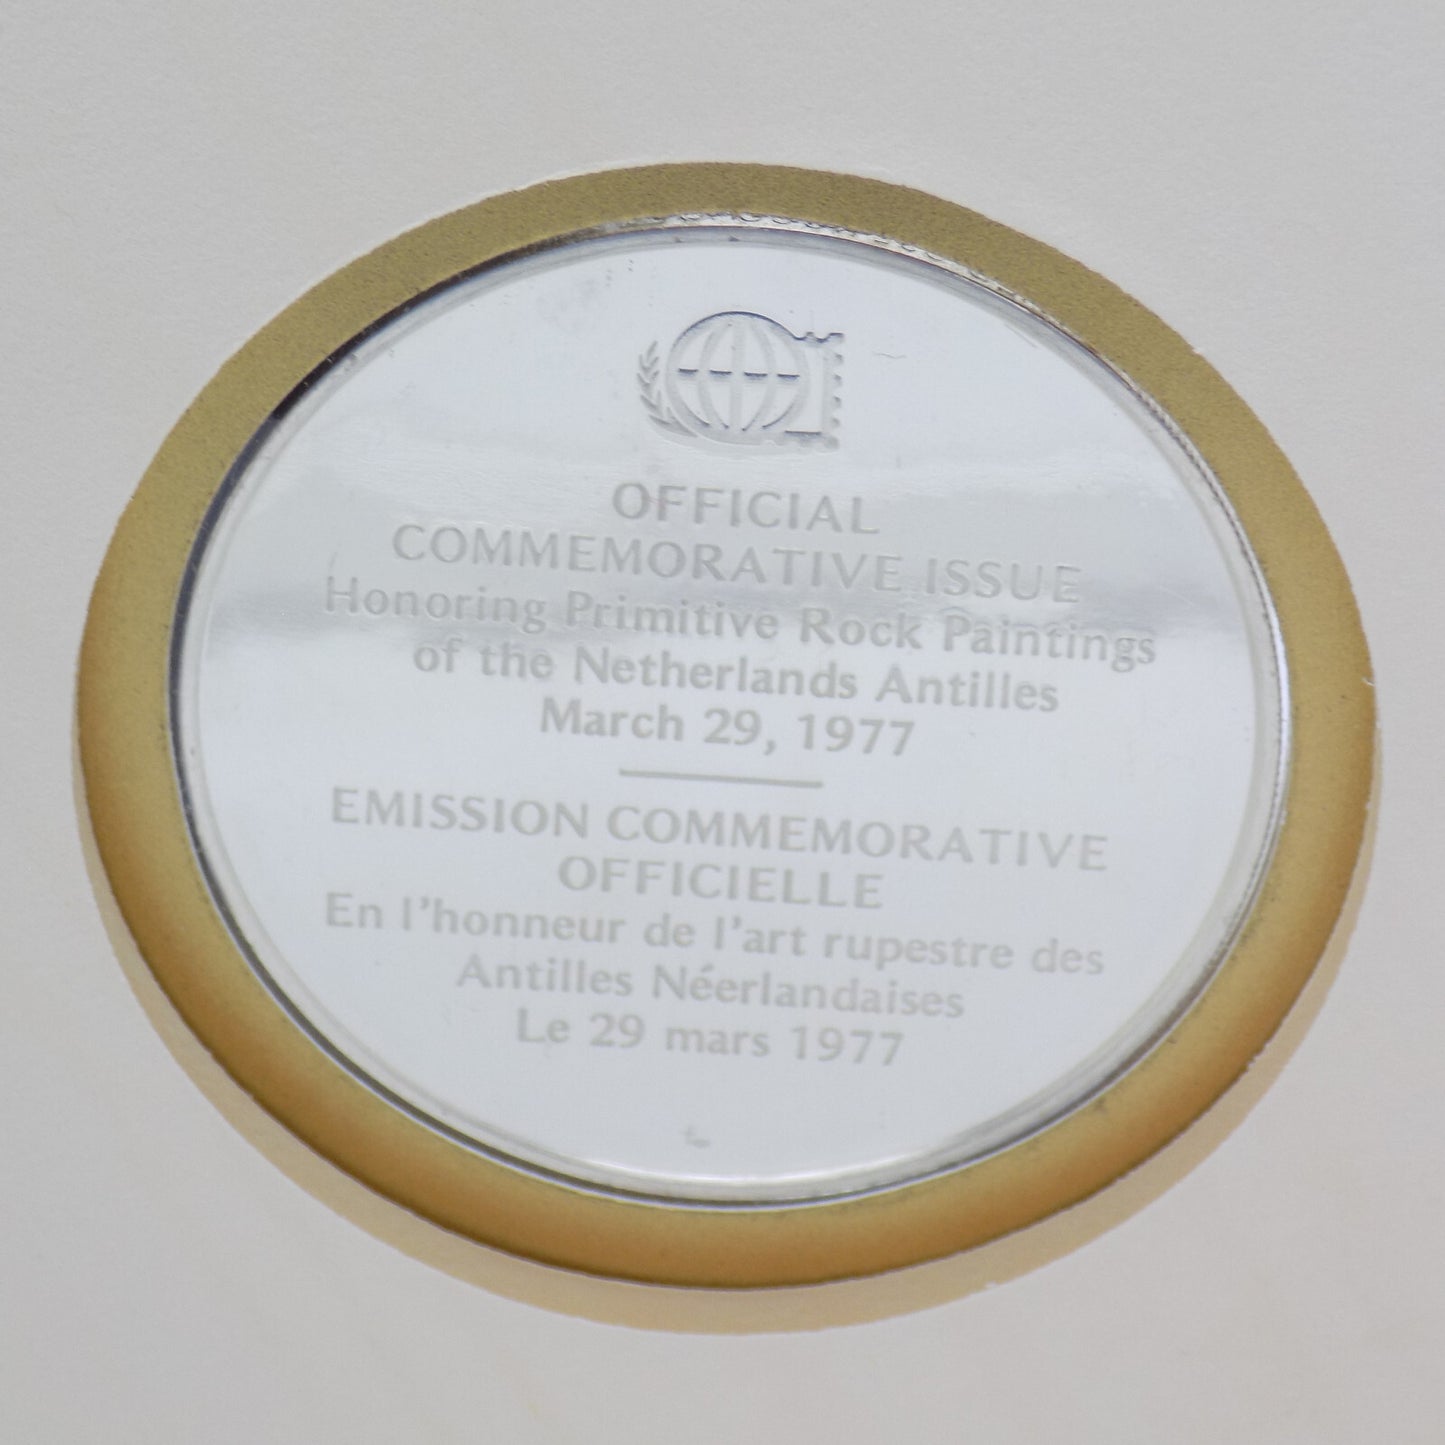 OFFICIAL
COMMEMORATIVE ISSUE
Honoring Primitive Rock Paintings
of the Netherlands Antilles
March 29, 1977
EMISSION COMMEMORATIVE
OFFICIELLE
En l'honneur de l'art rupestre des
Antilles Néerlandaises
Le 29 mars 1977